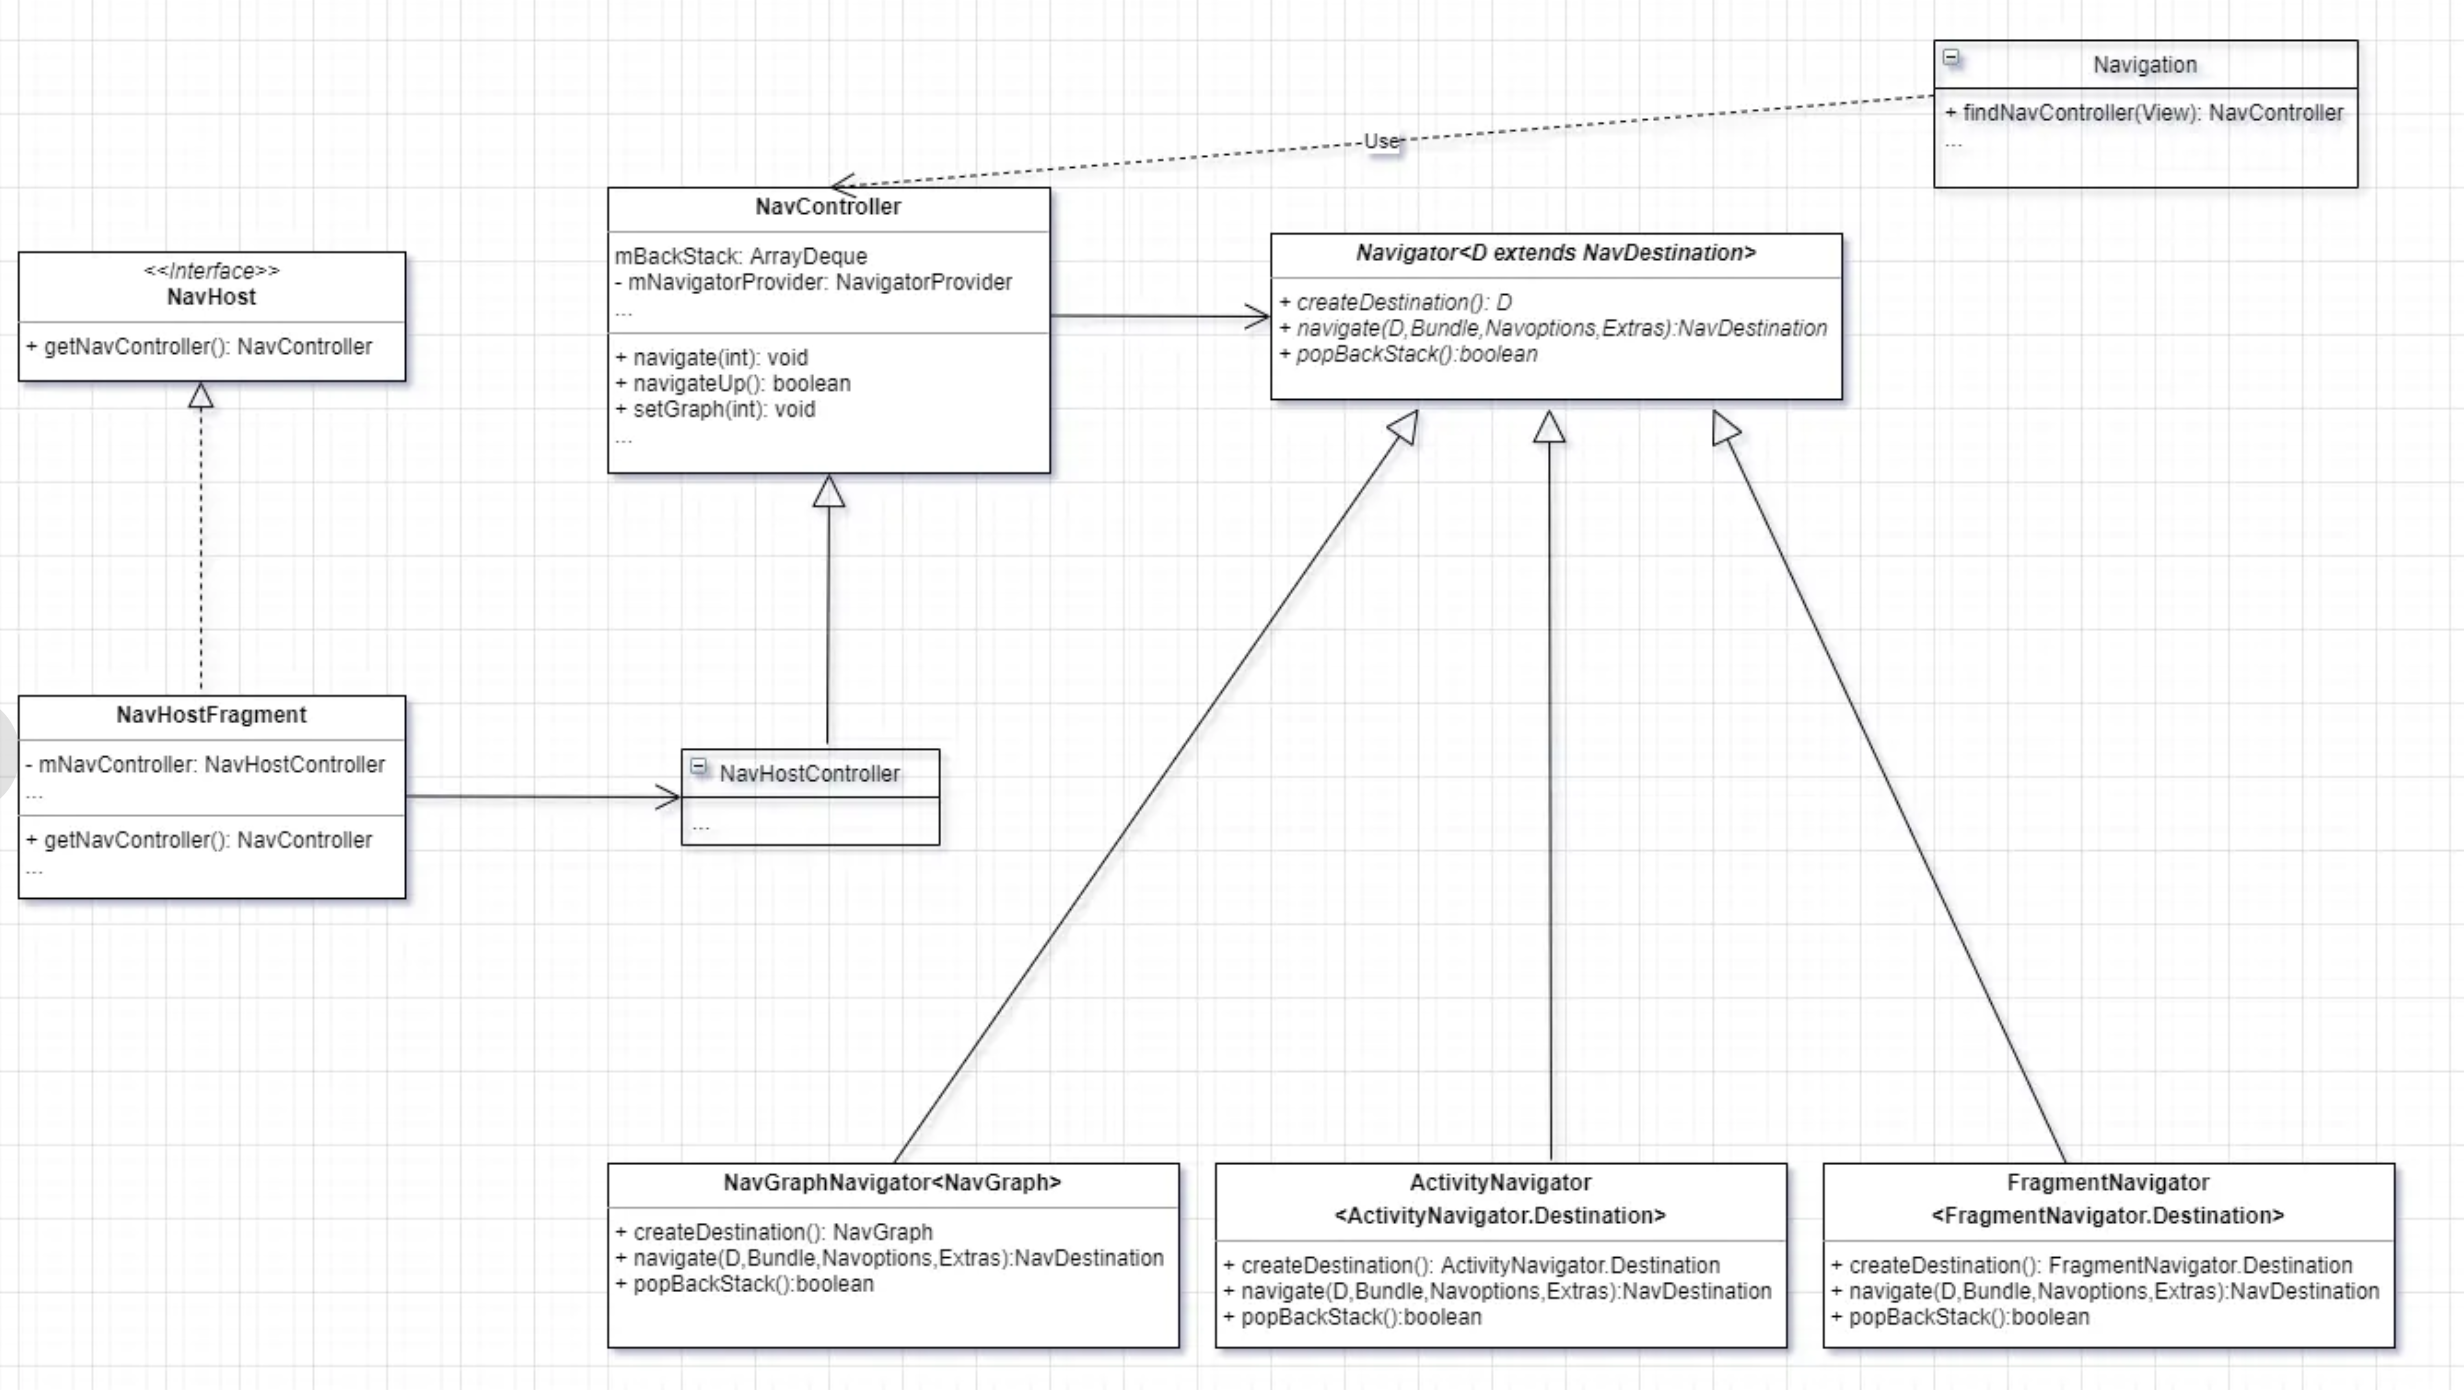 Navigation
+ findNavController(View): NavController
...
Use
NavController
mBackStack: ArrayDeque
- mNavigatorProvider: NavigatorProvider
...
+ navigate(int): void
+ navigateUp(): boolean
+ setGraph(int): void
...
<<Interface>>
NavHost
+ getNavController(): NavController
Navigator<D extends NavDestination>
+ createDestination(): D
+ navigate(D,Bundle,Navoptions,Extras):NavDestination
+ popBackStack():boolean
NavHostFragment
- mNavController: NavHostController
...
+ getNavController(): NavController
...
NavHostController
...
NavGraphNavigator<NavGraph>
+ createDestination(): NavGraph
+ navigate(D,Bundle,Navoptions,Extras):NavDestination
+ popBackStack():boolean
ActivityNavigator
<ActivityNavigator.Destination>
+ createDestination(): ActivityNavigator.Destination
+ navigate(D,Bundle,Navoptions,Extras):NavDestination
+ popBackStack():boolean
FragmentNavigator
<FragmentNavigator.Destination>
+ createDestination(): FragmentNavigator.Destination
+ navigate(D,Bundle,Navoptions,Extras):NavDestination
+ popBackStack():boolean